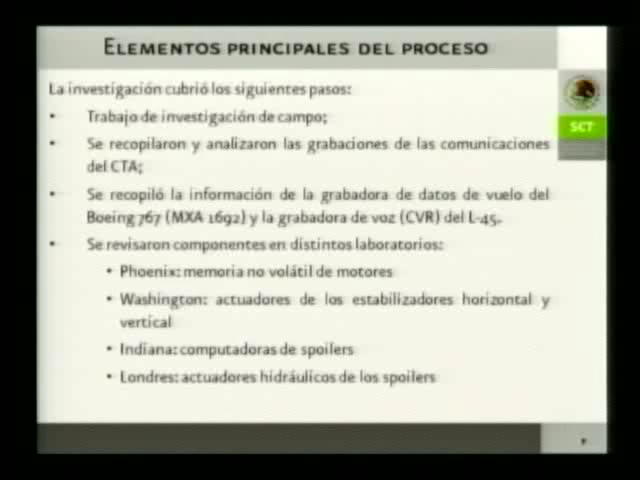 ELEMENTOS PRINCIPALES DEL PROCESO
La investigación cubrió los siguientes pasos:
• Trabajo de investigación de campo;
• Se recopilaron y analizaron las grabaciones de las comunicaciones
del CTA;
• Se recopiló la información de la grabadora de datos de vuelo del
Boeing 767 (MXA 1692) y la grabadora de voz (CVR) del L-45.
• Se revisaron componentes en distintos laboratorios:
• Phoenix: memoria no volátil de motores
• Washington: actuadores de los estabilizadores horizontal y
vertical
• Indiana: computadoras de spoilers
• Londres: actuadores hidráulicos de los spoilers
SCT